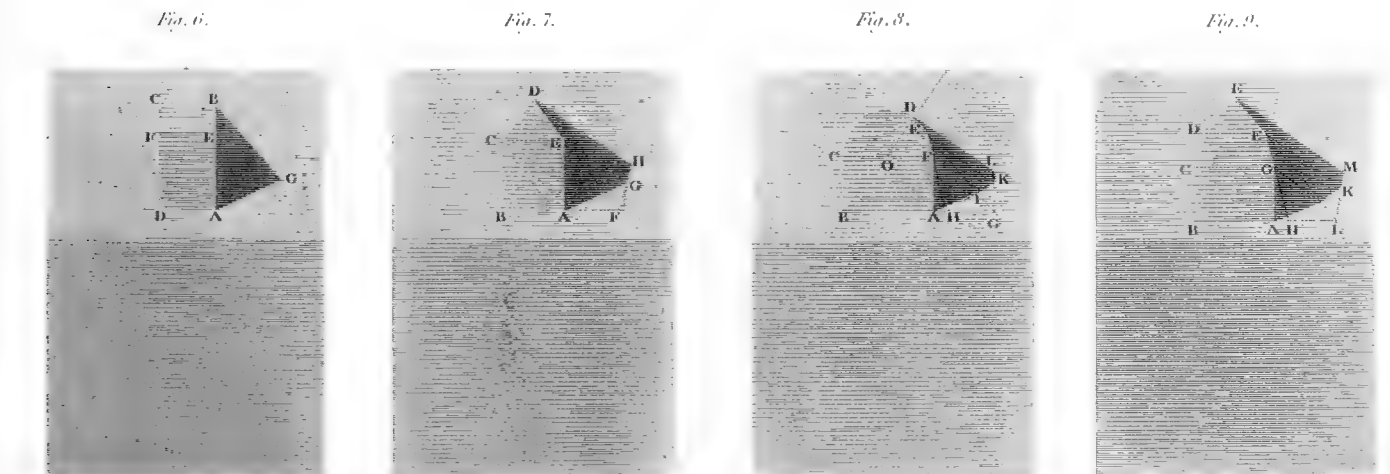 Fig. 6.
Fig. 7.
Fig. 8.
Fig. 9.
C B
F E
G
D A
D
C E
H
G
B A F
D
E
C O F L
K
I
B A H G
E
D F
C G M
K
B A H L